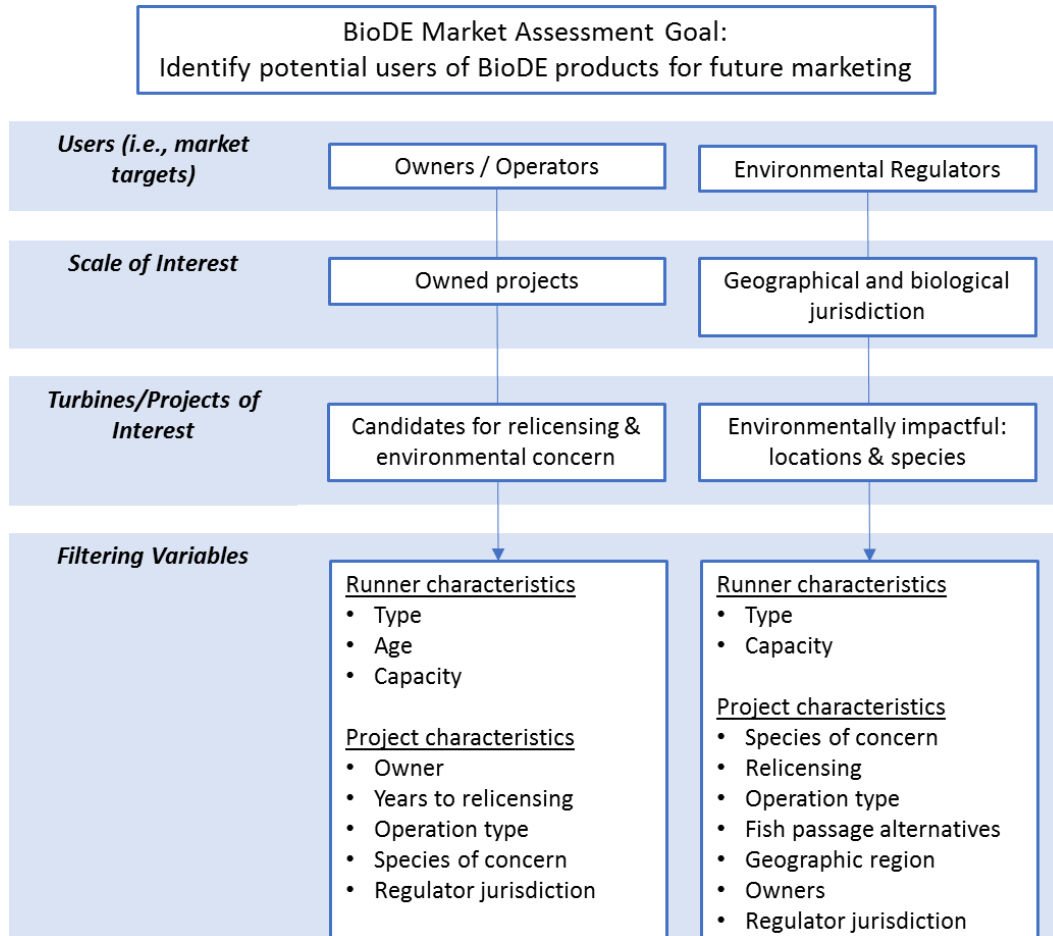 BioDE Market Assessment Goal:
Identify potential users of BioDE products for future marketing
Users (i.e., market
targets)
Owners / Operators
Environmental Regulators
Scale of Interest
Owned projects
Geographical and biological
jurisdiction
Turbines/Projects of
Interest
Candidates for relicensing &
environmental concern
Environmentally impactful:
locations & species
Filtering Variables
Runner characteristics
• Type
• Age
• Capacity
Project characteristics
• Owner
• Years to relicensing
• Operation type
• Species of concern
• Regulator jurisdiction
Runner characteristics
• Type
• Capacity
Project characteristics
• Species of concern
• Relicensing
• Operation type
• Fish passage alternatives
• Geographic region
• Owners
• Regulator jurisdiction